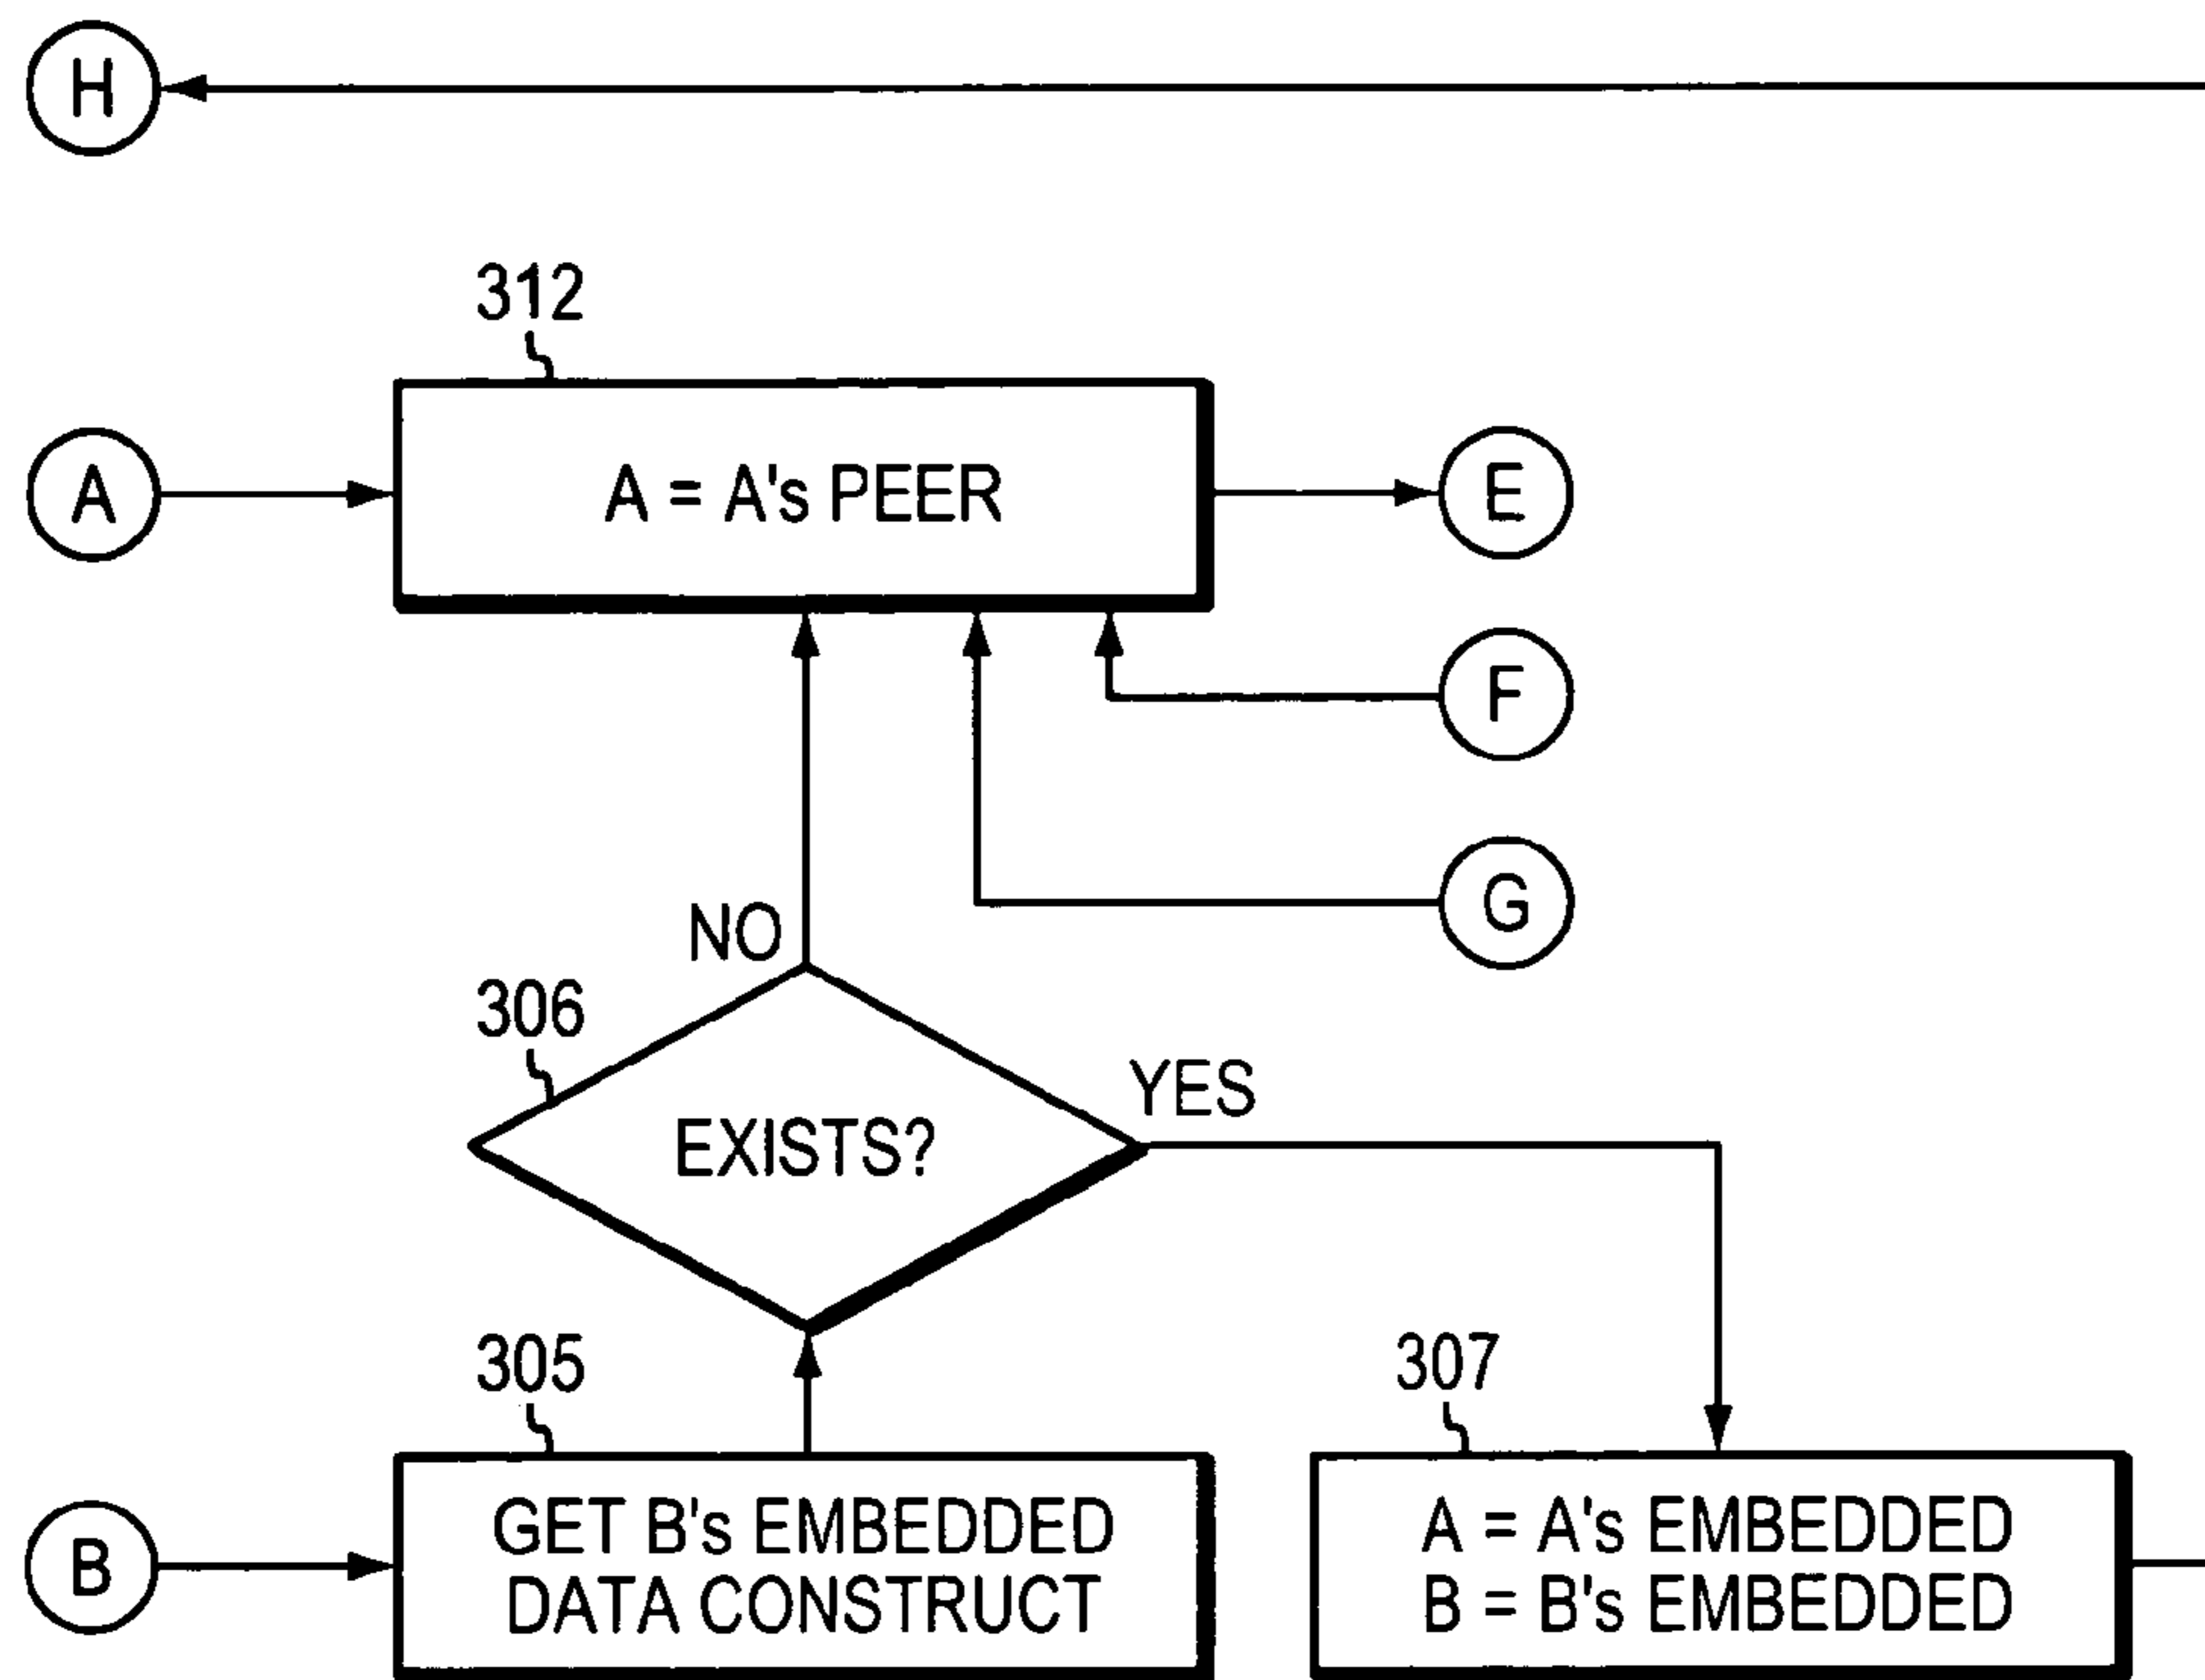 H
312
A
A = A's PEER
E
F
G
NO
306
YES
EXISTS?
305
307
B
GET B's EMBEDDED
DATA CONSTRUCT
A = A's EMBEDDED
B = B's EMBEDDED